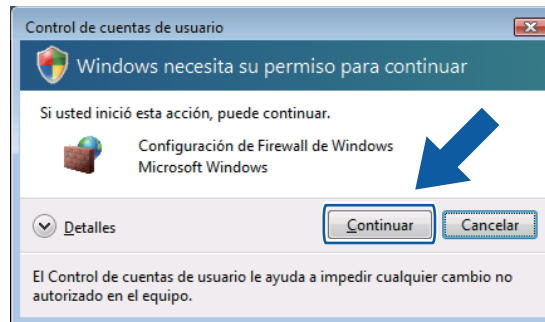 Control de cuentas de usuario
Windows necesita su permiso para continuar
Si usted inició esta acción, puede continuar.
Configuración de Firewall de Windows
Microsoft Windows
Detalles
Continuar
Cancelar
El Control de cuentas de usuario le ayuda a impedir cualquier cambio no
autorizado en el equipo.